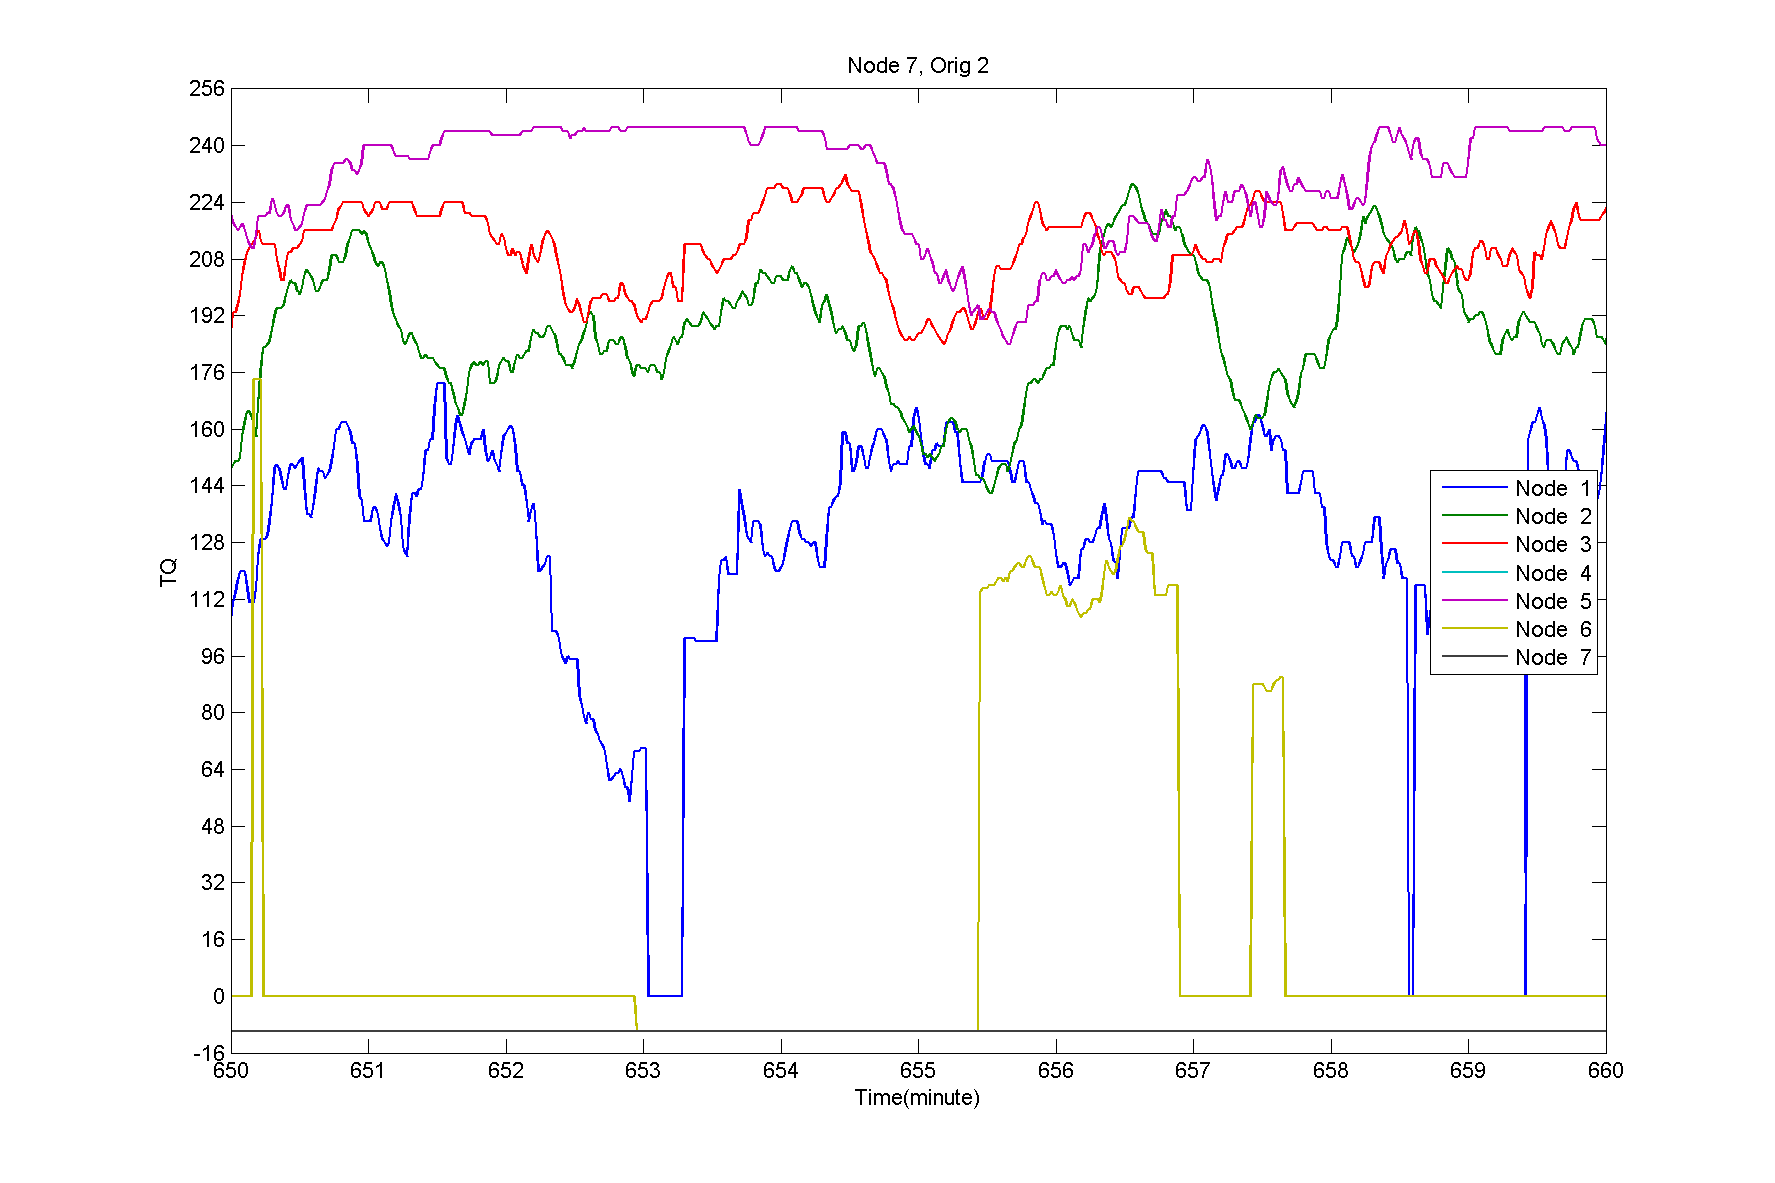 Node 7, Orig 2
256
240
224
208
192
176
160
144
128
112
96
80
64
48
32
16
0
-16
TQ
Node 1
Node 2
Node 3
Node 4
Node 5
Node 6
Node 7
650 651 652 653 654 655 656 657 658 659 660
Time(minute)